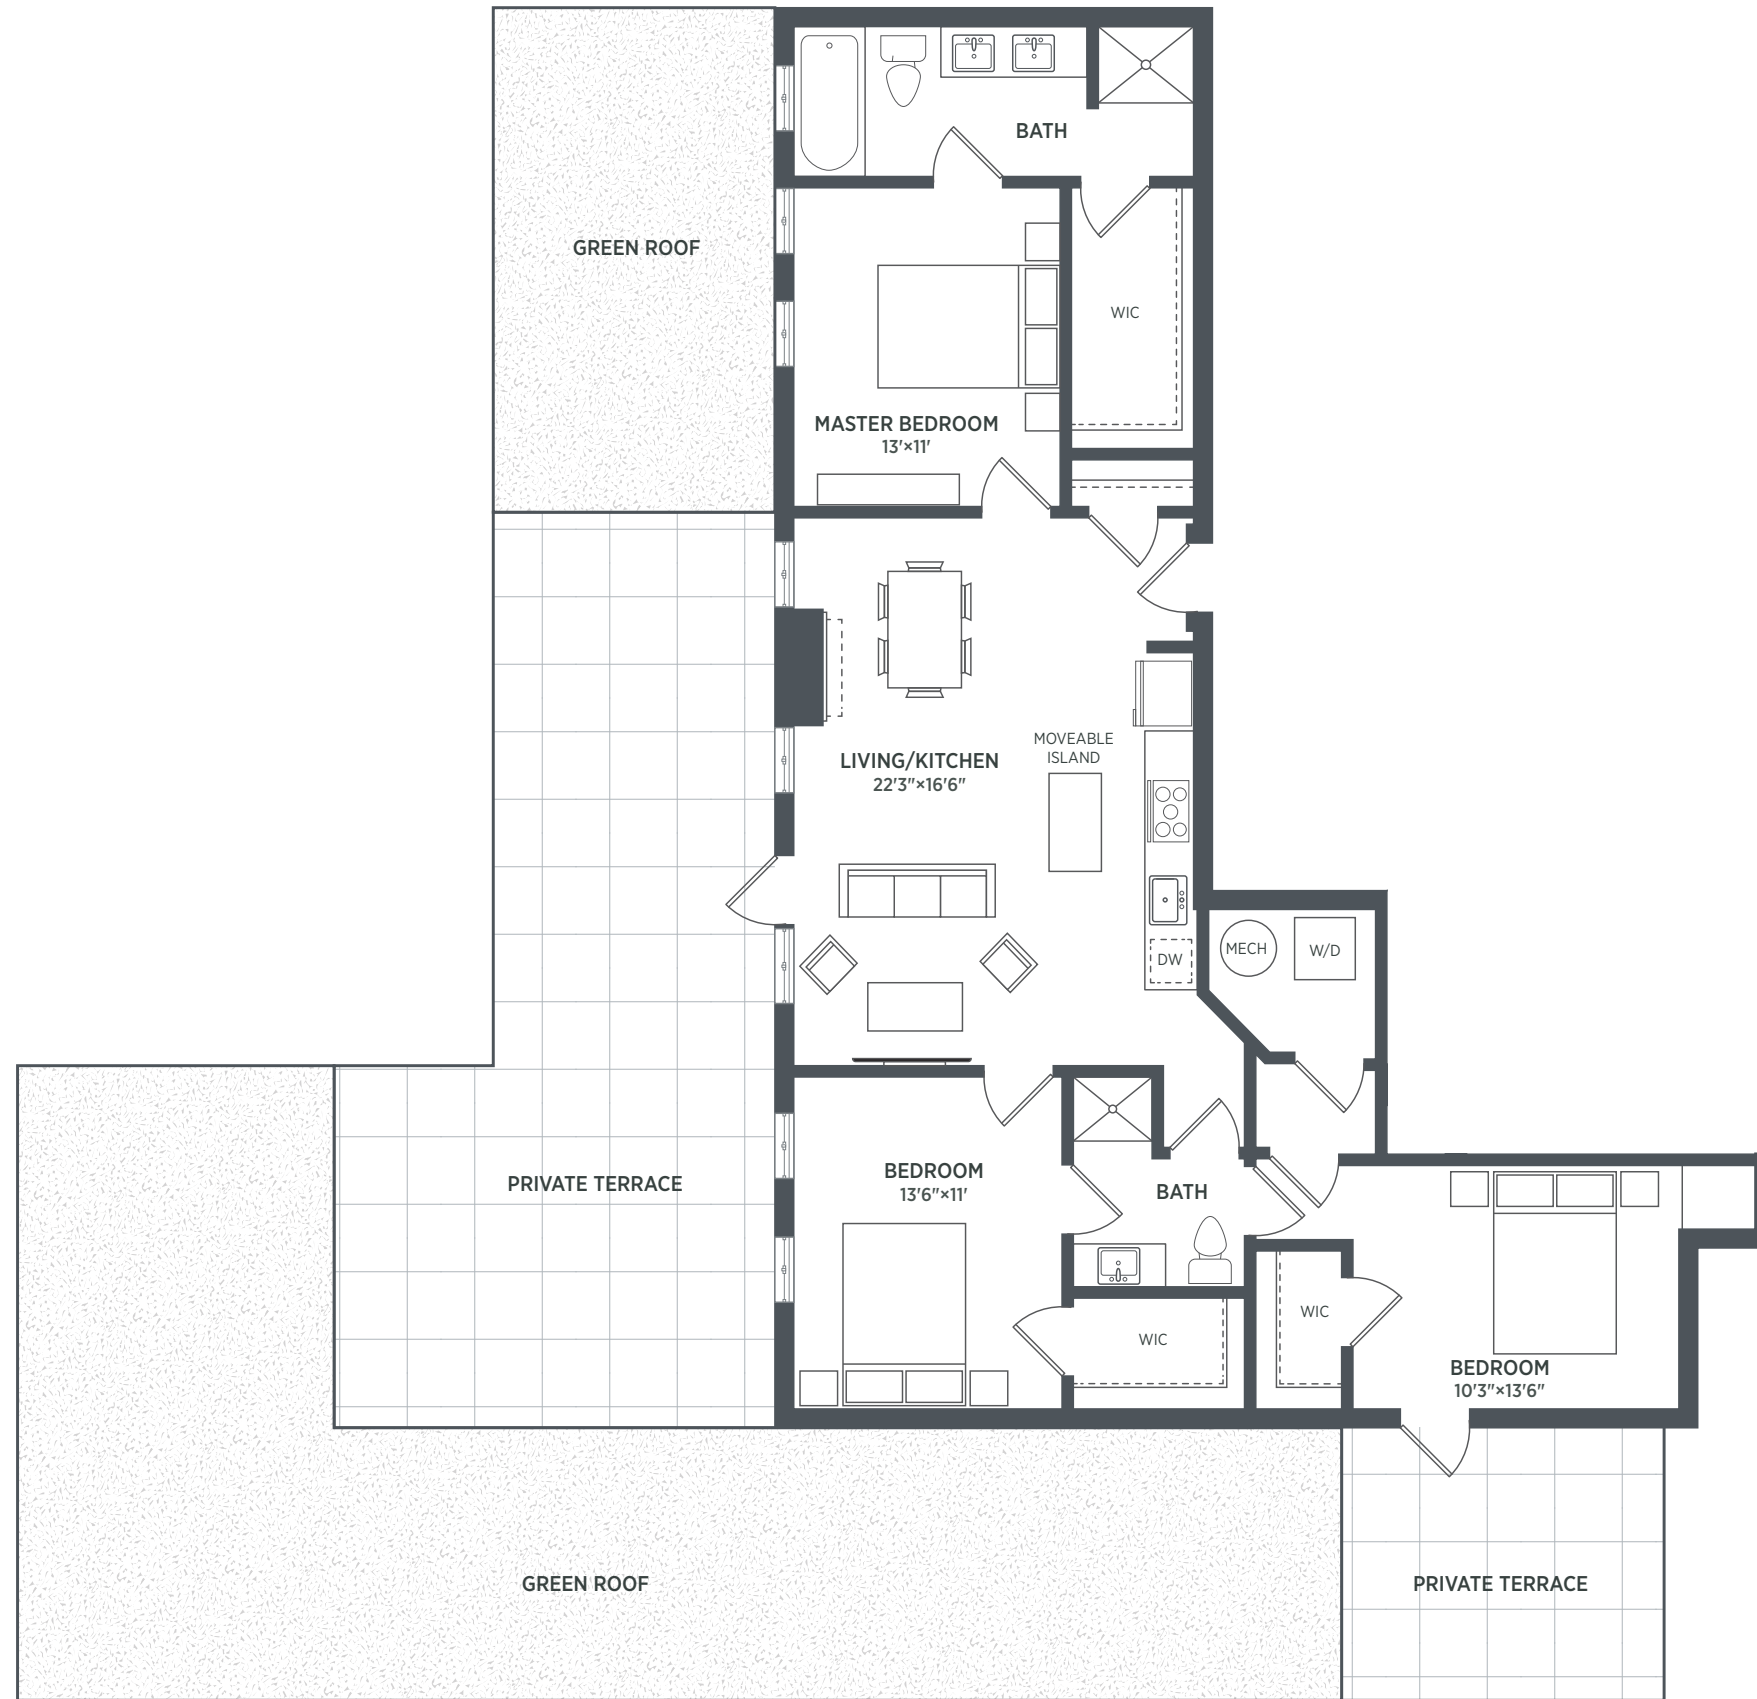 BATH
GREEN ROOF
WIC
MASTER BEDROOM
13'×11'
MOVEABLE
ISLAND
LIVING/KITCHEN
22'3"×16'6"
MECH
W/D
DW
PRIVATE TERRACE
BEDROOM
13'6"×11'
BATH
WIC
WIC
BEDROOM
10'3"×13'6"
GREEN ROOF
PRIVATE TERRACE